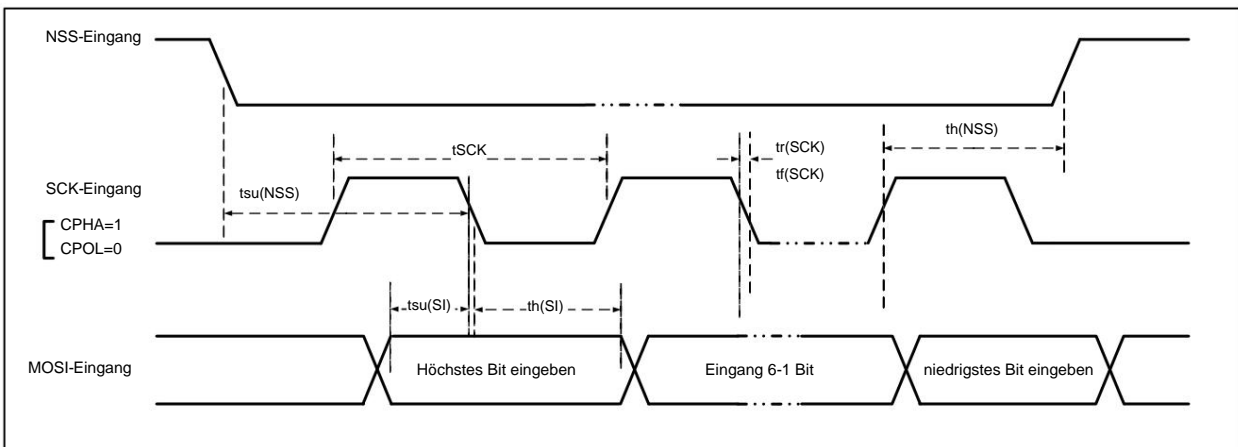 NSS-Eingang
th(NSS)
tSCK
tr(SCK)
tf(SCK)
SCK-Eingang
tsu(NSS)
CPHA=1
CPOL=0
tsu(SI)
th(SI)
MOSI-Eingang
Höchstes Bit eingeben
Eingang 6-1 Bit
niedrigstes Bit eingeben